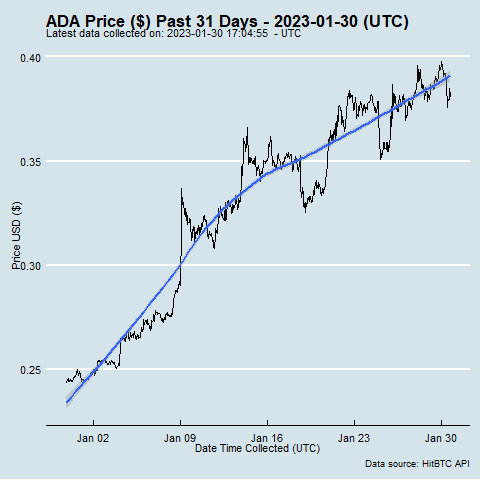 ADA Price ($) Past 31 Days - 2023-01-30 (UTC)
Latest data collected on: 2023-01-30 17:04:55 - UTC
0.40
0.35
0.30
0.25
Price USD ($)
Jan 02 Jan 09 Jan 16 Jan 23 Jan 30
Date Time Collected (UTC)
Data source: HitBTC API